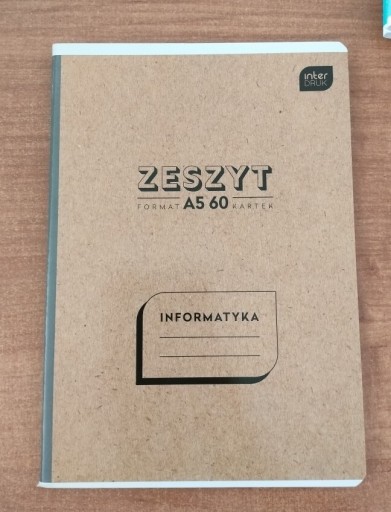 inter
DRUK
ZESZYT
FORMAT A5 60 KARTEK
INFORMATYKA